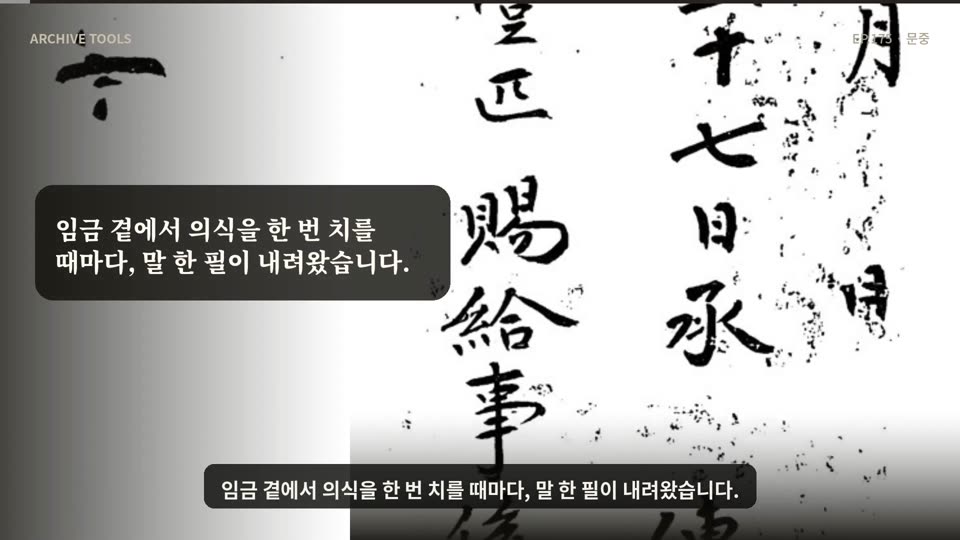 ARCHIVE TOOLS
문중
임금 곁에서 의식을 한 번 치를
때마다, 말 한 필이 내려왔습니다.
月
十七日承
匹 賜給事
임금 곁에서 의식을 한 번 치를 때마다, 말 한 필이 내려왔습니다.